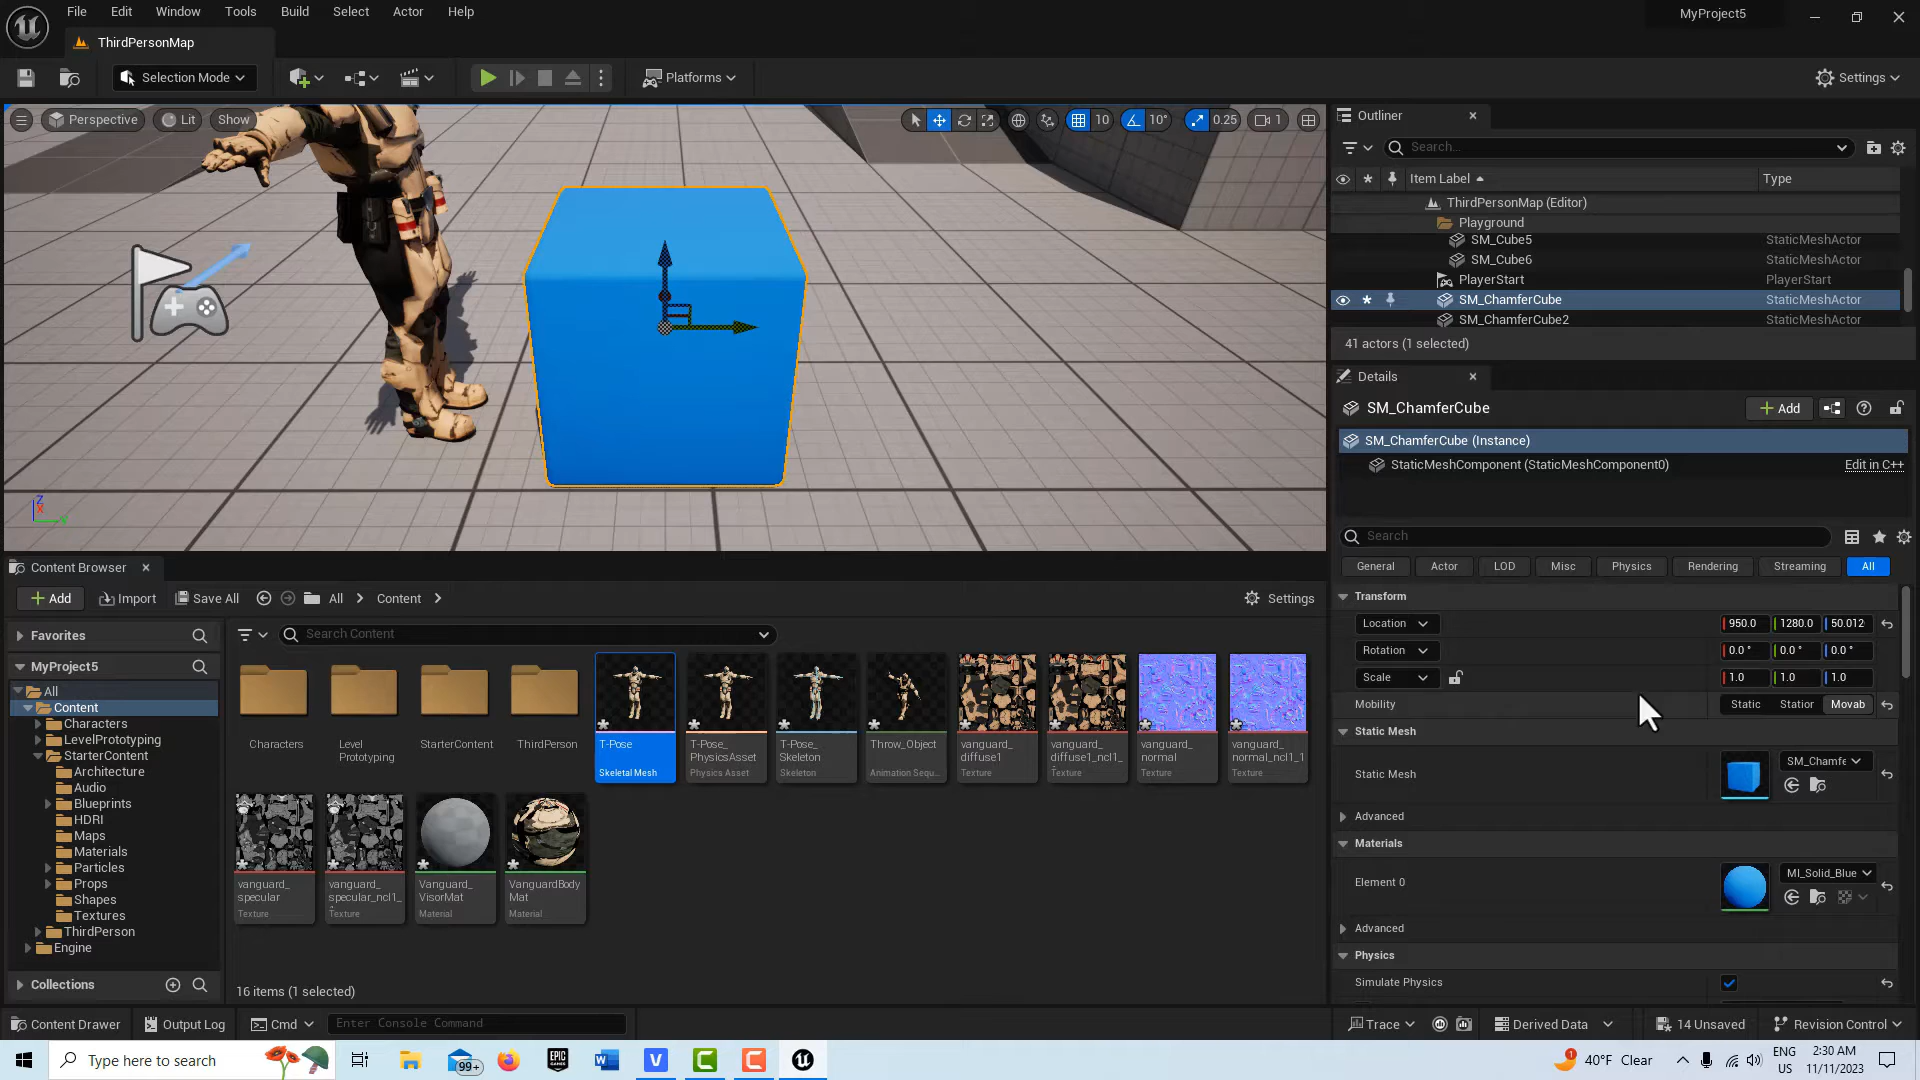 File Edit Window Tools Build Select Actor Help
MyProject5
ThirdPersonMap
Selection Mode
Platforms
Settings
Perspective Lit Show
10 10° 0.25 1
Outliner
Search...
Item Label Type
ThirdPersonMap (Editor)
Playground
SM_Cube5 StaticMeshActor
SM_Cube6 StaticMeshActor
PlayerStart PlayerStart
SM_ChamferCube StaticMeshActor
SM_ChamferCube2 StaticMeshActor
41 actors (1 selected)
Details
SM_ChamferCube
Add
SM_ChamferCube (Instance)
StaticMeshComponent (StaticMeshComponent0) Edit in C++
Search
General Actor LOD Misc Physics Rendering Streaming All
Transform
Location 950.0 1280.0 50.012
Rotation 0.0 ° 0.0 ° 0.0 °
Scale 1.0 1.0 1.0
Mobility Static Statior Movab
Static Mesh
Static Mesh SM_Chamfe
Advanced
Materials
Element 0 MI_Solid_Blue
Advanced
Physics
Simulate Physics
Z
X
Content Browser
Add Import Save All All Content Settings
Favorites
Search Content
MyProject5
All
Content
Characters
LevelPrototyping
StarterContent
Architecture
Audio
Blueprints
HDRI
Maps
Materials
Particles
Props
Shapes
Textures
ThirdPerson
Engine
Collections
Characters
Level
Prototyping
StarterContent
ThirdPerson
T-Pose
Skeletal Mesh
T-Pose_
PhysicsAsset
Physics Asset
T-Pose_
Skeleton
Skeleton
Throw_Object
Animation Sequ...
vanguard_
diffuse1
Texture
vanguard_
diffuse1_ncl1_
Texture
vanguard_
normal
Texture
vanguard_
normal_ncl1_1
Texture
vanguard_
specular
Texture
vanguard_
specular_ncl1_
Texture
Vanguard_
VisorMat
Material
VanguardBody
Mat
Material
16 items (1 selected)
Content Drawer Output Log Cmd Enter Console Command
Trace Derived Data 14 Unsaved Revision Control
Type here to search
99+
EPIC
GAMES
W V C C
1
40°F Clear
ENG
US
2:30 AM
11/11/2023